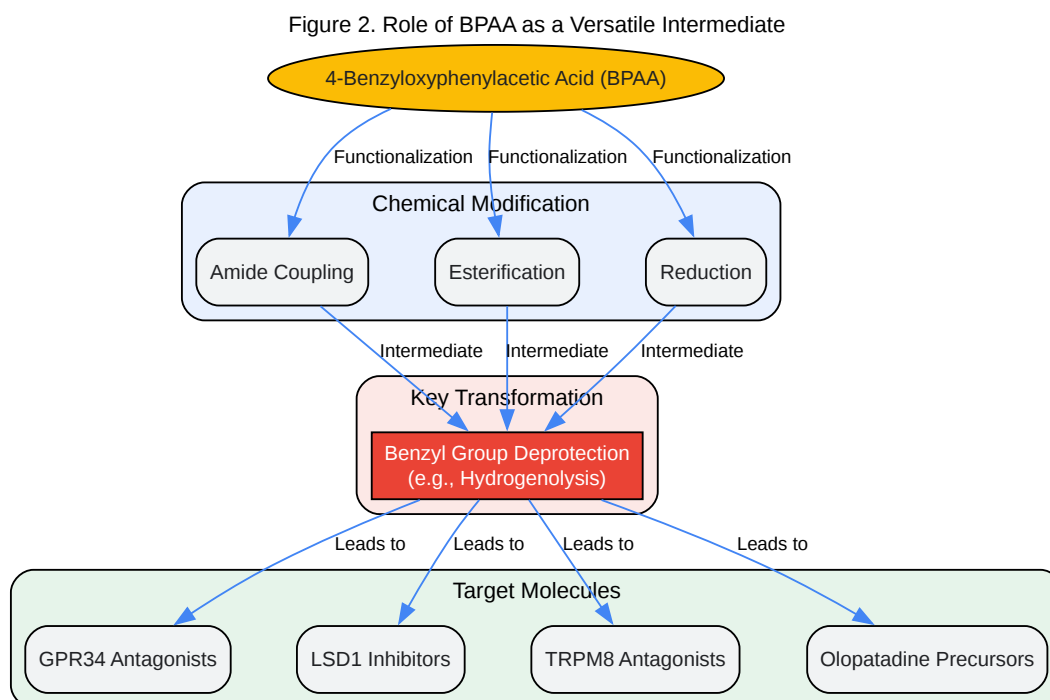 Figure 2. Role of BPAA as a Versatile Intermediate
4-Benzyloxyphenylacetic Acid (BPAA)
Functionalization
Functionalization
Functionalization
Chemical Modification
Amide Coupling
Esterification
Reduction
Intermediate
Intermediate
Intermediate
Key Transformation
Benzyl Group Deprotection
(e.g., Hydrogenolysis)
Leads to
Leads to
Leads to
Leads to
Target Molecules
GPR34 Antagonists
LSD1 Inhibitors
TRPM8 Antagonists
Olopatadine Precursors